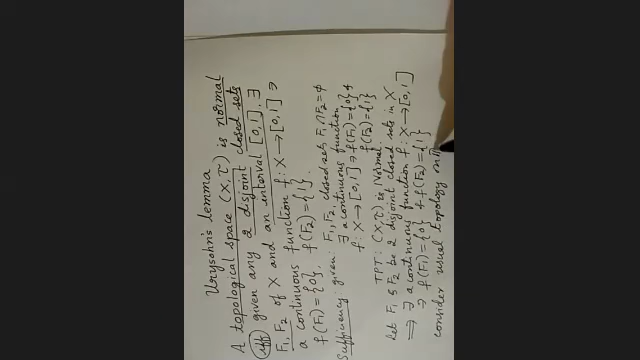 Urysohn's lemma
A topological space (X, τ) is normal
iff given any 2 disjoint closed sets
F₁, F₂ of X and an interval [0,1], ∃
a continuous function f: X → [0,1] ∋
f(F₁) = {0}, f(F₂) = {1}.
Sufficiency: given: F₁, F₂ closed sets F₁ ∩ F₂ = ϕ
∃ a continuous function
f: X → [0,1] ∋ f(F₁) = {0} &
f(F₂) = {1}
TPT: (X, τ) is Normal.
Let F₁ & F₂ be 2 disjoint closed sets in X
⟹ ∃ a continuous function f: X → [0,1]
∋ f(F₁) = {0} & f(F₂) = {1}
consider usual topology on